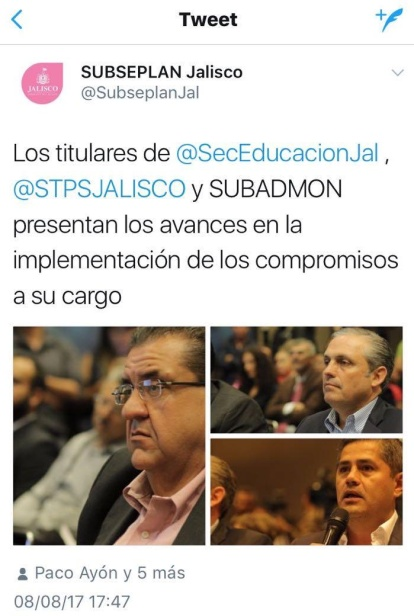 Tweet
JALISCO
SUBSEPLAN Jalisco
@SubseplanJal
Los titulares de @SecEducacionJal ,
@STPSJALISCO y SUBADMON
presentan los avances en la
implementación de los compromisos
a su cargo
Paco Ayón y 5 más
08/08/17 17:47